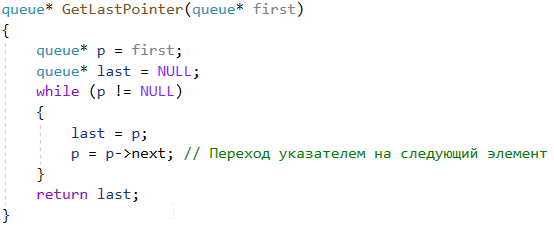 queue* GetLastPointer(queue* first)
{
queue* p = first;
queue* last = NULL;
while (p != NULL)
{
last = p;
p = p->next; // Переход указателем на следующий элемент
}
return last;
}